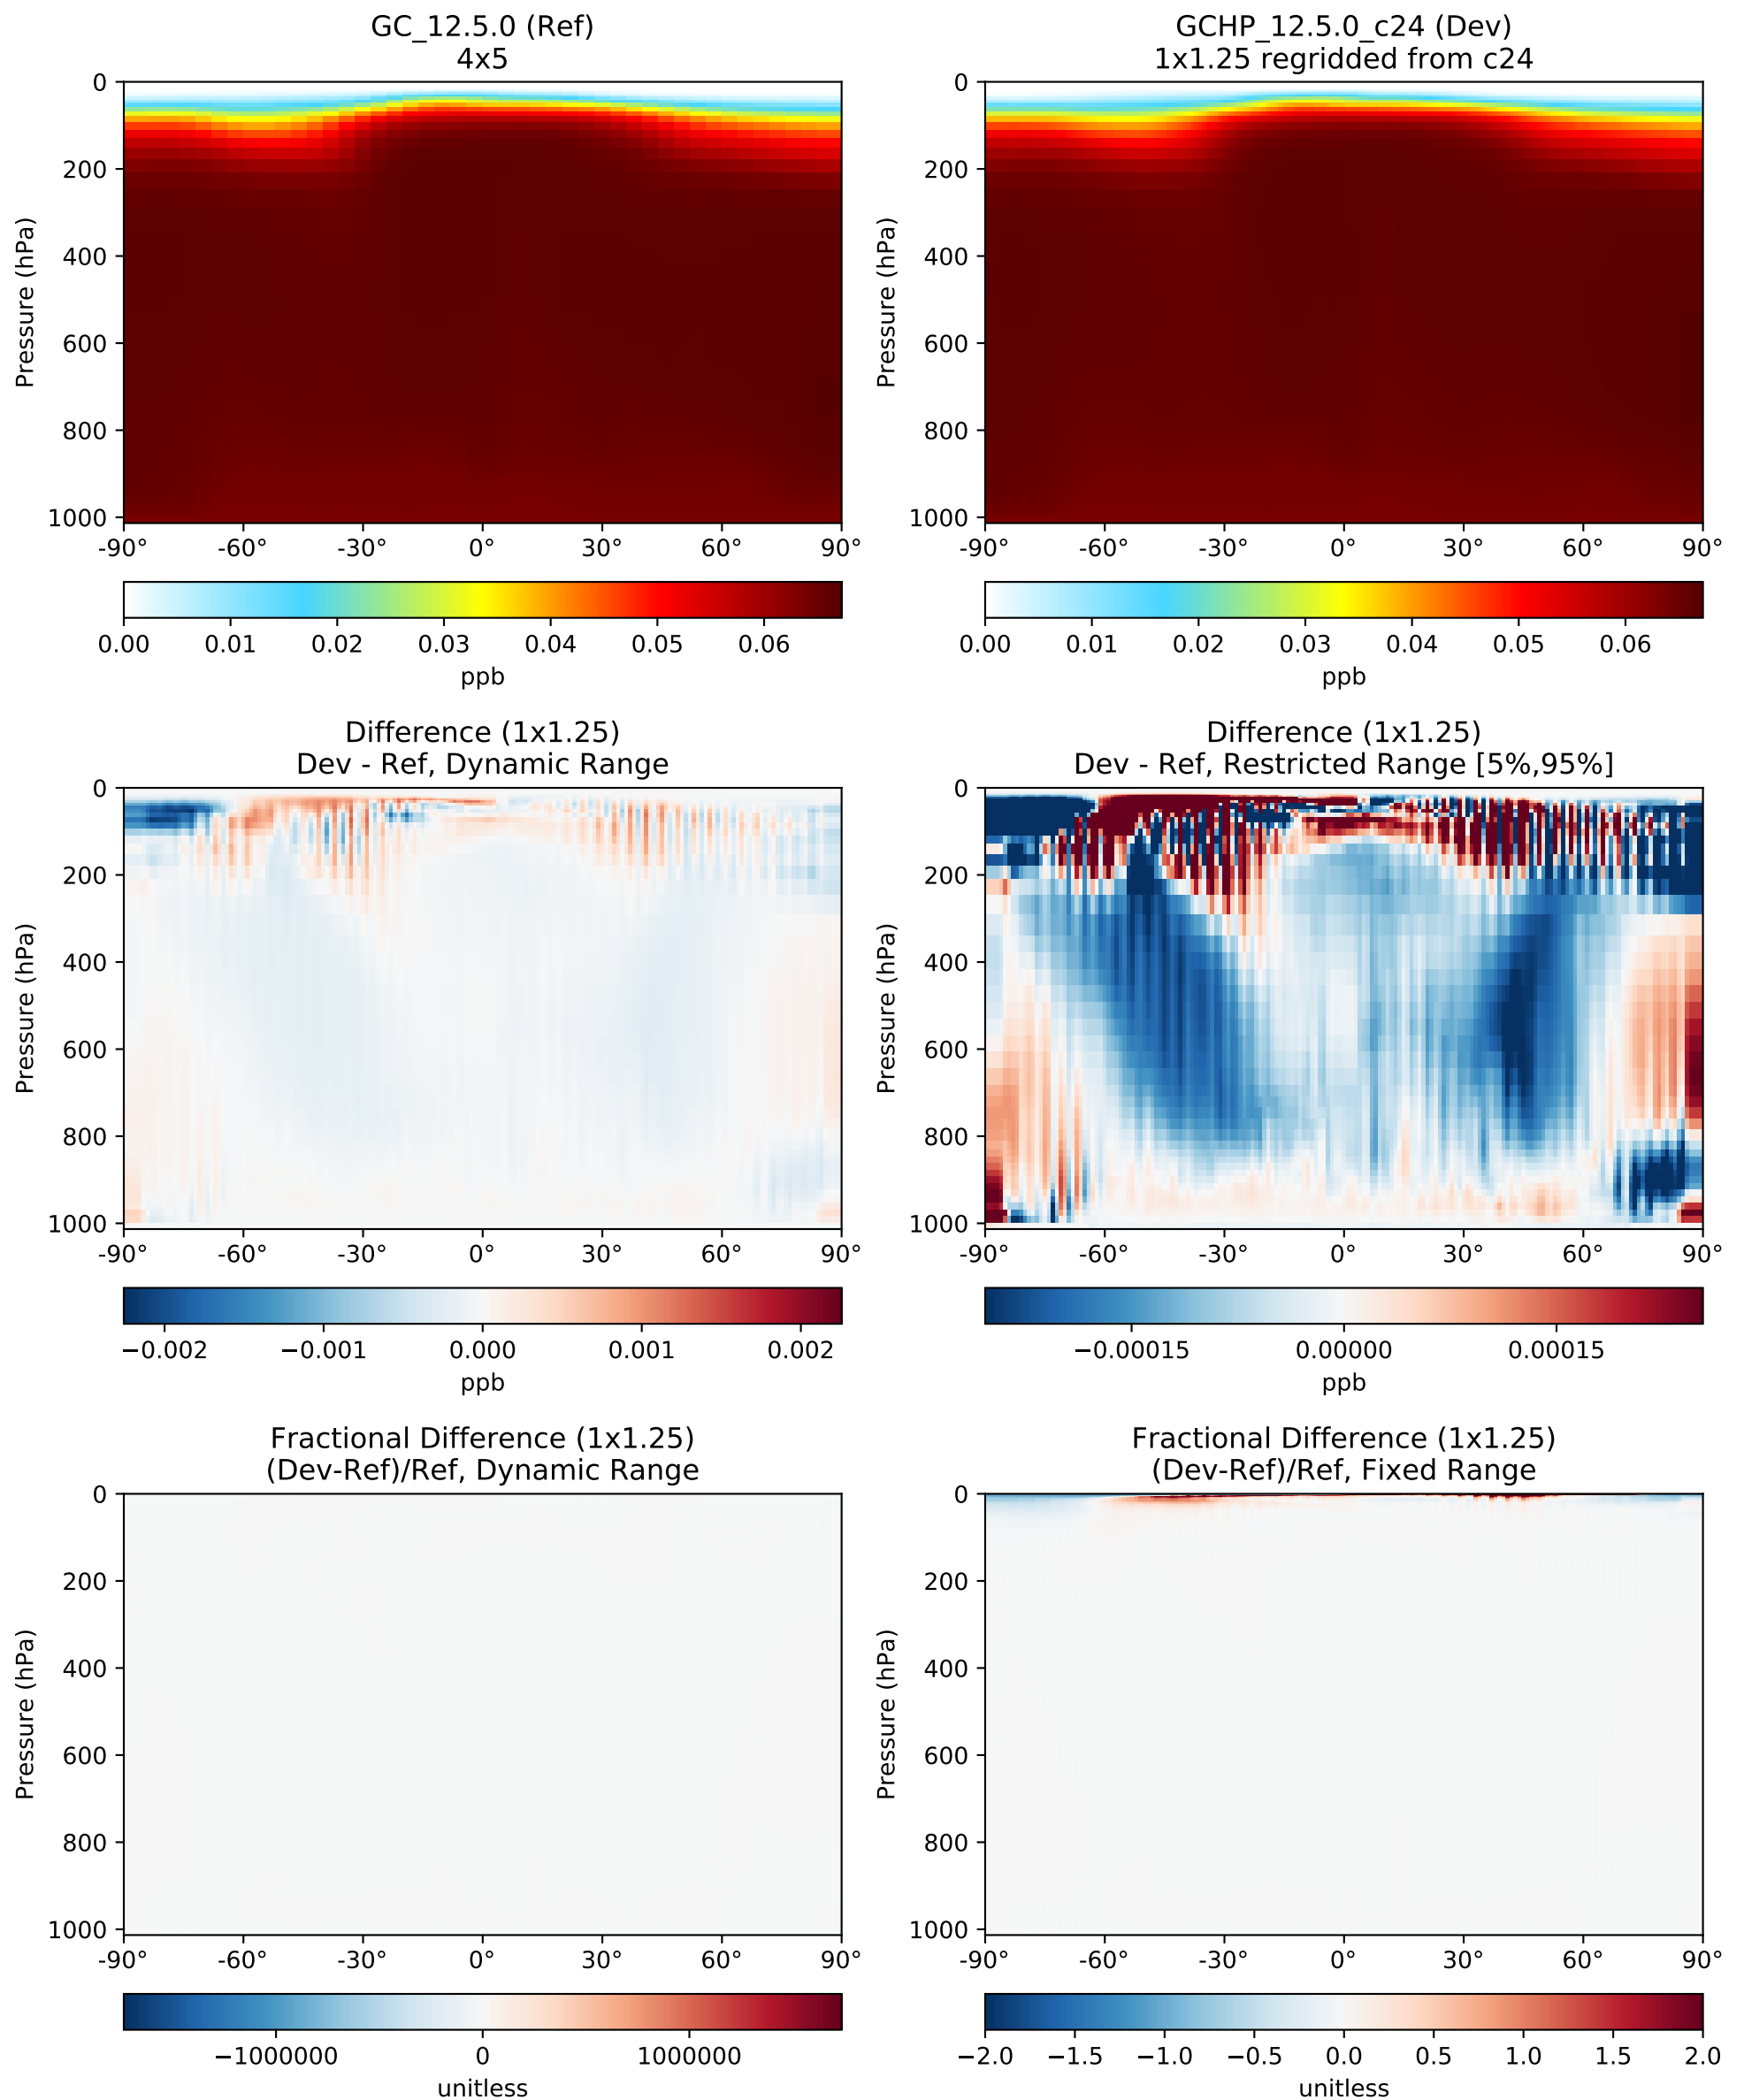 GC_12.5.0 (Ref)
4x5
0
200
400
600
800
1000
Pressure (hPa)
-90° -60° -30° 0° 30° 60° 90°
0.00 0.01 0.02 0.03 0.04 0.05 0.06
ppb
GCHP_12.5.0_c24 (Dev)
1x1.25 regridded from c24
0
200
400
600
800
1000
Pressure (hPa)
-90° -60° -30° 0° 30° 60° 90°
0.00 0.01 0.02 0.03 0.04 0.05 0.06
ppb
Difference (1x1.25)
Dev - Ref, Dynamic Range
0
200
400
600
800
1000
Pressure (hPa)
-90° -60° -30° 0° 30° 60° 90°
−0.002 −0.001 0.000 0.001 0.002
ppb
Difference (1x1.25)
Dev - Ref, Restricted Range [5%,95%]
0
200
400
600
800
1000
Pressure (hPa)
-90° -60° -30° 0° 30° 60° 90°
−0.00015 0.00000 0.00015
ppb
Fractional Difference (1x1.25)
(Dev-Ref)/Ref, Dynamic Range
0
200
400
600
800
1000
Pressure (hPa)
-90° -60° -30° 0° 30° 60° 90°
−1000000 0 1000000
unitless
Fractional Difference (1x1.25)
(Dev-Ref)/Ref, Fixed Range
0
200
400
600
800
1000
Pressure (hPa)
-90° -60° -30° 0° 30° 60° 90°
−2.0 −1.5 −1.0 −0.5 0.0 0.5 1.0 1.5 2.0
unitless